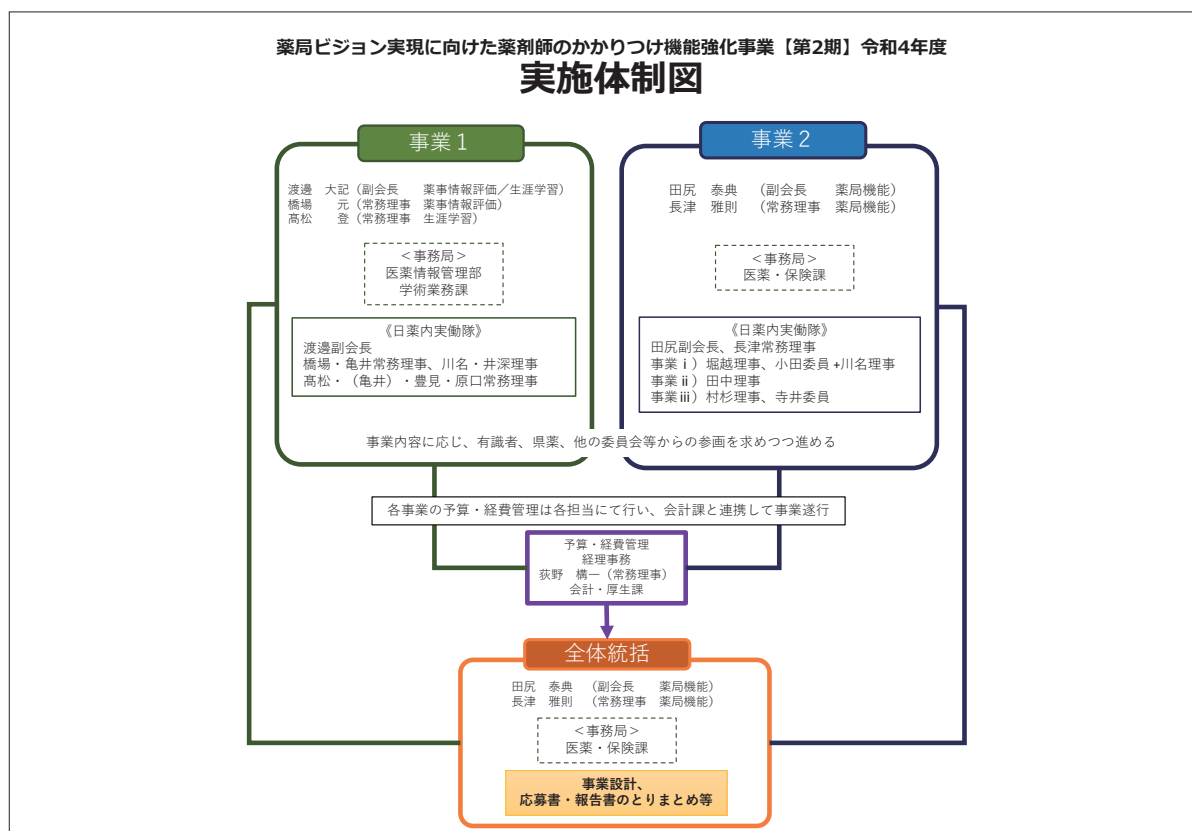 薬局ビジョン実現に向けた薬剤師のかかりつけ機能強化事業【第2期】令和4年度
実施体制図
事業1
渡邊　大記（副会長　　薬事情報評価／生涯学習）
橋場　　元（常務理事　薬事情報評価）
髙松　　登（常務理事　生涯学習）
＜事務局＞
医薬情報管理部
学術業務課
《日薬内実働隊》
渡邊副会長
橋場・亀井常務理事、川名・井深理事
髙松・（亀井）・豊見・原口常務理事
事業2
田尻　泰典　（副会長　　薬局機能）
長津　雅則　（常務理事　薬局機能）
＜事務局＞
医薬・保険課
《日薬内実働隊》
田尻副会長、長津常務理事
事業ⅰ）堀越理事、小田委員+川名理事
事業ⅱ）田中理事
事業ⅲ）村杉理事、寺井委員
事業内容に応じ、有識者、県薬、他の委員会等からの参画を求めつつ進める
各事業の予算・経費管理は各担当にて行い、会計課と連携して事業遂行
予算・経費管理
経理事務
荻野　構一（常務理事）
会計・厚生課
全体統括
田尻　泰典　（副会長　　薬局機能）
長津　雅則　（常務理事　薬局機能）
＜事務局＞
医薬・保険課
事業設計、
応募書・報告書のとりまとめ等